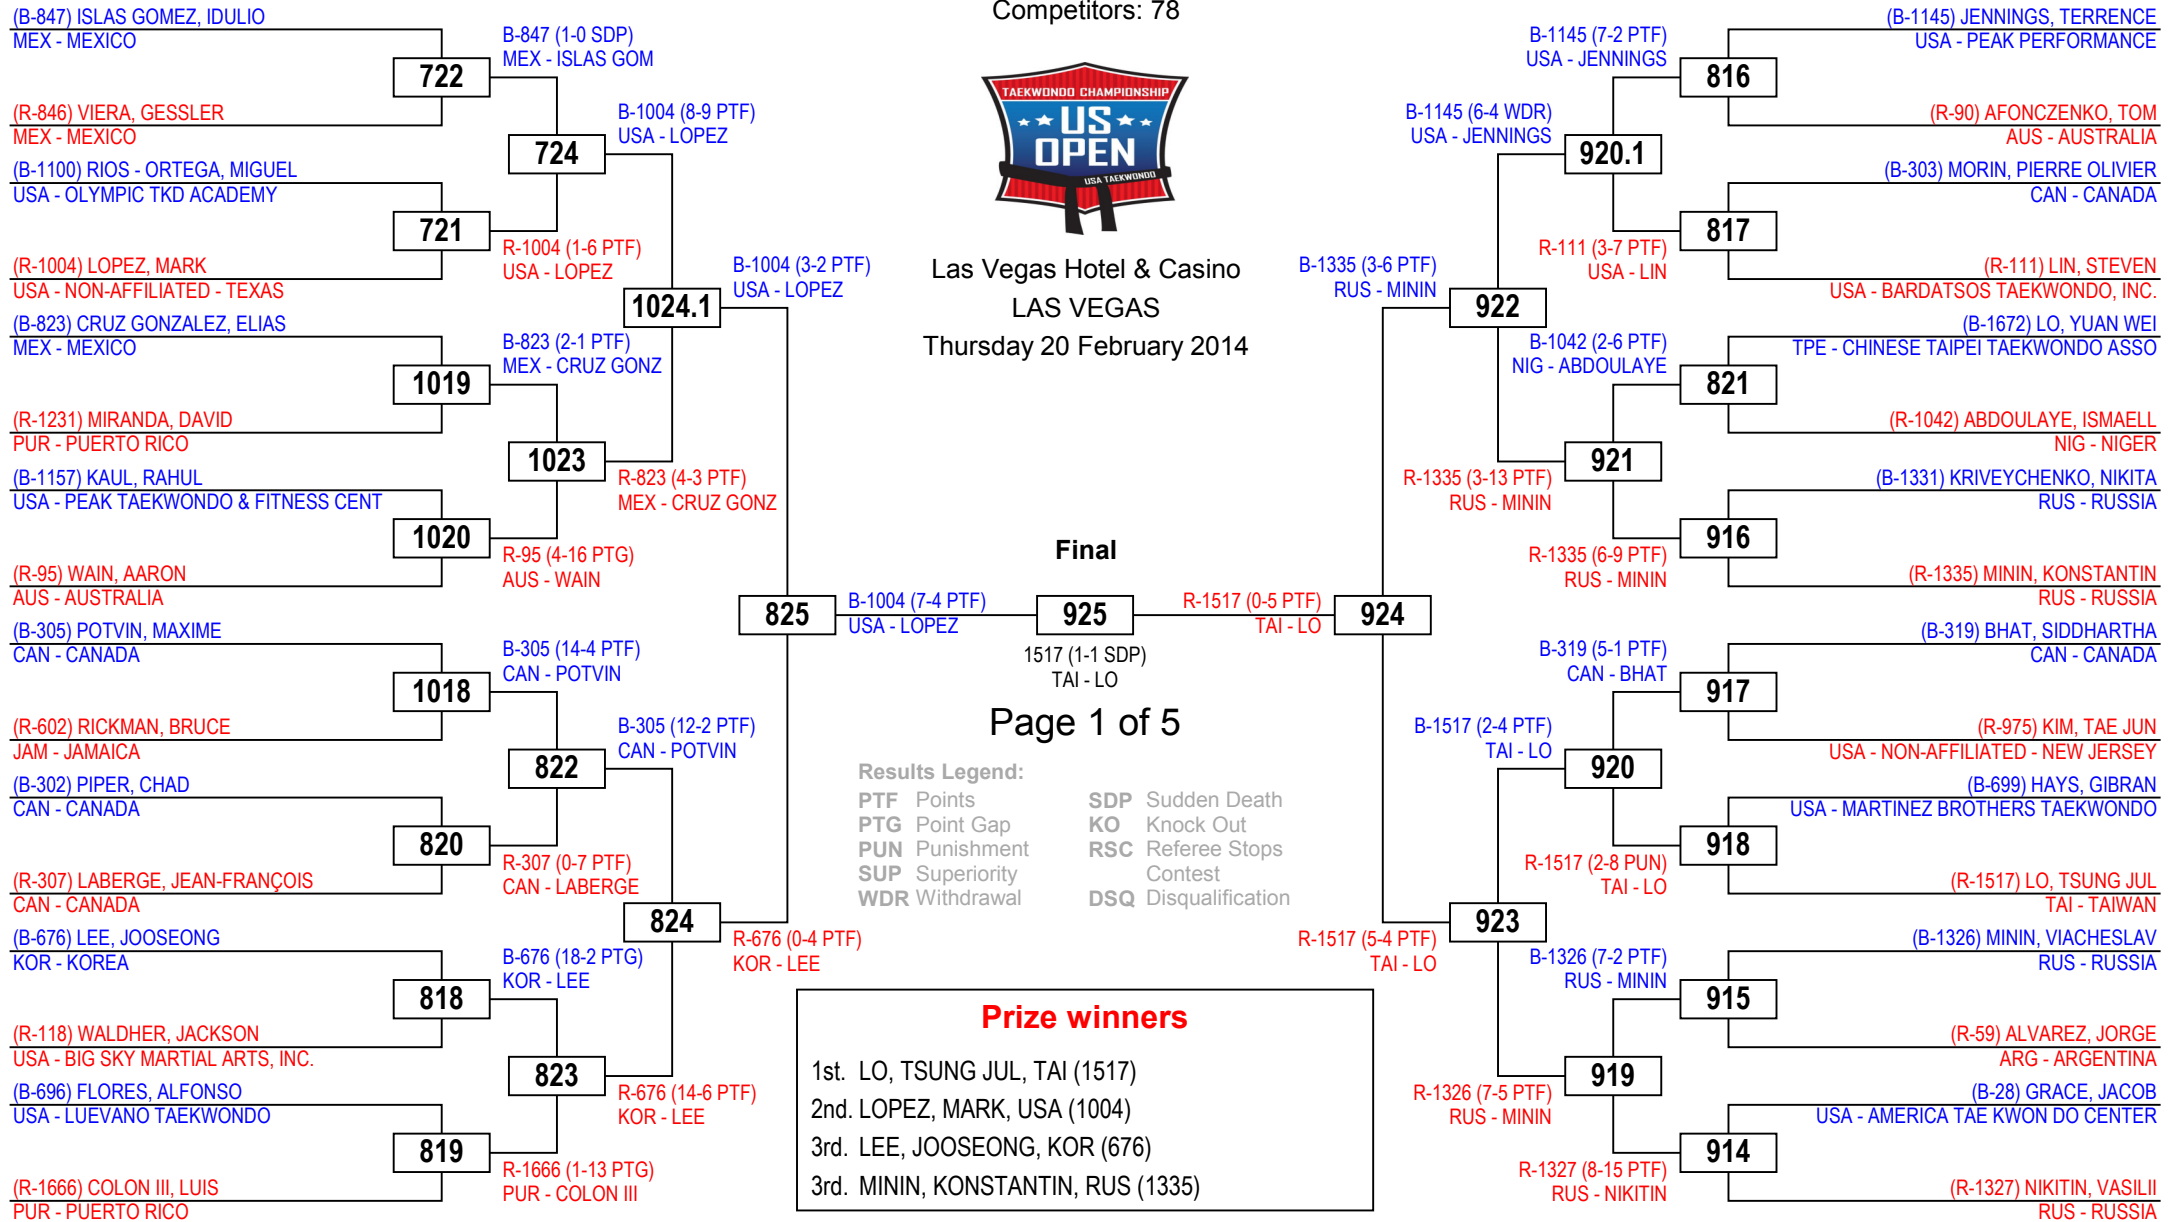 Competitors: 78
TAEKWONDO CHAMPIONSHIP
US
OPEN
USA TAEKWONDO
Las Vegas Hotel & Casino
LAS VEGAS
Thursday 20 February 2014
(B-847) ISLAS GOMEZ, IDULIO
MEX - MEXICO
722
(R-846) VIERA, GESSLER
MEX - MEXICO
(B-1100) RIOS - ORTEGA, MIGUEL
USA - OLYMPIC TKD ACADEMY
721
(R-1004) LOPEZ, MARK
USA - NON-AFFILIATED - TEXAS
(B-823) CRUZ GONZALEZ, ELIAS
MEX - MEXICO
1019
(R-1231) MIRANDA, DAVID
PUR - PUERTO RICO
(B-1157) KAUL, RAHUL
USA - PEAK TAEKWONDO & FITNESS CENT
1020
(R-95) WAIN, AARON
AUS - AUSTRALIA
(B-305) POTVIN, MAXIME
CAN - CANADA
1018
(R-602) RICKMAN, BRUCE
JAM - JAMAICA
(B-302) PIPER, CHAD
CAN - CANADA
820
(R-307) LABERGE, JEAN-FRANÇOIS
CAN - CANADA
(B-676) LEE, JOOSEONG
KOR - KOREA
818
(R-118) WALDHER, JACKSON
USA - BIG SKY MARTIAL ARTS, INC.
(B-696) FLORES, ALFONSO
USA - LUEVANO TAEKWONDO
819
(R-1666) COLON III, LUIS
PUR - PUERTO RICO
B-847 (1-0 SDP)
MEX - ISLAS GOM
724
R-1004 (1-6 PTF)
USA - LOPEZ
B-823 (2-1 PTF)
MEX - CRUZ GONZ
1023
R-95 (4-16 PTG)
AUS - WAIN
B-305 (14-4 PTF)
CAN - POTVIN
822
R-307 (0-7 PTF)
CAN - LABERGE
B-676 (18-2 PTG)
KOR - LEE
823
R-1666 (1-13 PTG)
PUR - COLON III
B-1004 (8-9 PTF)
USA - LOPEZ
1024.1
R-823 (4-3 PTF)
MEX - CRUZ GONZ
B-305 (12-2 PTF)
CAN - POTVIN
824
R-676 (14-6 PTF)
KOR - LEE
B-1004 (3-2 PTF)
USA - LOPEZ
825
R-676 (0-4 PTF)
KOR - LEE
B-1004 (7-4 PTF)
USA - LOPEZ
Final
925
1517 (1-1 SDP)
TAI - LO
R-1517 (0-5 PTF)
TAI - LO
924
B-1335 (3-6 PTF)
RUS - MININ
922
R-1517 (5-4 PTF)
TAI - LO
923
B-1145 (6-4 WDR)
USA - JENNINGS
920.1
R-1335 (3-13 PTF)
RUS - MININ
921
B-1517 (2-4 PTF)
TAI - LO
920
R-1326 (7-5 PTF)
RUS - MININ
919
B-1145 (7-2 PTF)
USA - JENNINGS
816
R-111 (3-7 PTF)
USA - LIN
817
B-1042 (2-6 PTF)
NIG - ABDOULAYE
821
R-1335 (6-9 PTF)
RUS - MININ
916
B-319 (5-1 PTF)
CAN - BHAT
917
R-1517 (2-8 PUN)
TAI - LO
918
B-1326 (7-2 PTF)
RUS - MININ
915
R-1327 (8-15 PTF)
RUS - NIKITIN
914
(B-1145) JENNINGS, TERRENCE
USA - PEAK PERFORMANCE
(R-90) AFONCZENKO, TOM
AUS - AUSTRALIA
(B-303) MORIN, PIERRE OLIVIER
CAN - CANADA
(R-111) LIN, STEVEN
USA - BARDATSOS TAEKWONDO, INC.
(B-1672) LO, YUAN WEI
TPE - CHINESE TAIPEI TAEKWONDO ASSO
(R-1042) ABDOULAYE, ISMAELL
NIG - NIGER
(B-1331) KRIVEYCHENKO, NIKITA
RUS - RUSSIA
(R-1335) MININ, KONSTANTIN
RUS - RUSSIA
(B-319) BHAT, SIDDHARTHA
CAN - CANADA
(R-975) KIM, TAE JUN
USA - NON-AFFILIATED - NEW JERSEY
(B-699) HAYS, GIBRAN
USA - MARTINEZ BROTHERS TAEKWONDO
(R-1517) LO, TSUNG JUL
TAI - TAIWAN
(B-1326) MININ, VIACHESLAV
RUS - RUSSIA
(R-59) ALVAREZ, JORGE
ARG - ARGENTINA
(B-28) GRACE, JACOB
USA - AMERICA TAE KWON DO CENTER
(R-1327) NIKITIN, VASILII
RUS - RUSSIA
Page 1 of 5
Results Legend:
PTF Points SDP Sudden Death
PTG Point Gap KO Knock Out
PUN Punishment RSC Referee Stops
SUP Superiority Contest
WDR Withdrawal DSQ Disqualification
Prize winners
1st. LO, TSUNG JUL, TAI (1517)
2nd. LOPEZ, MARK, USA (1004)
3rd. LEE, JOOSEONG, KOR (676)
3rd. MININ, KONSTANTIN, RUS (1335)